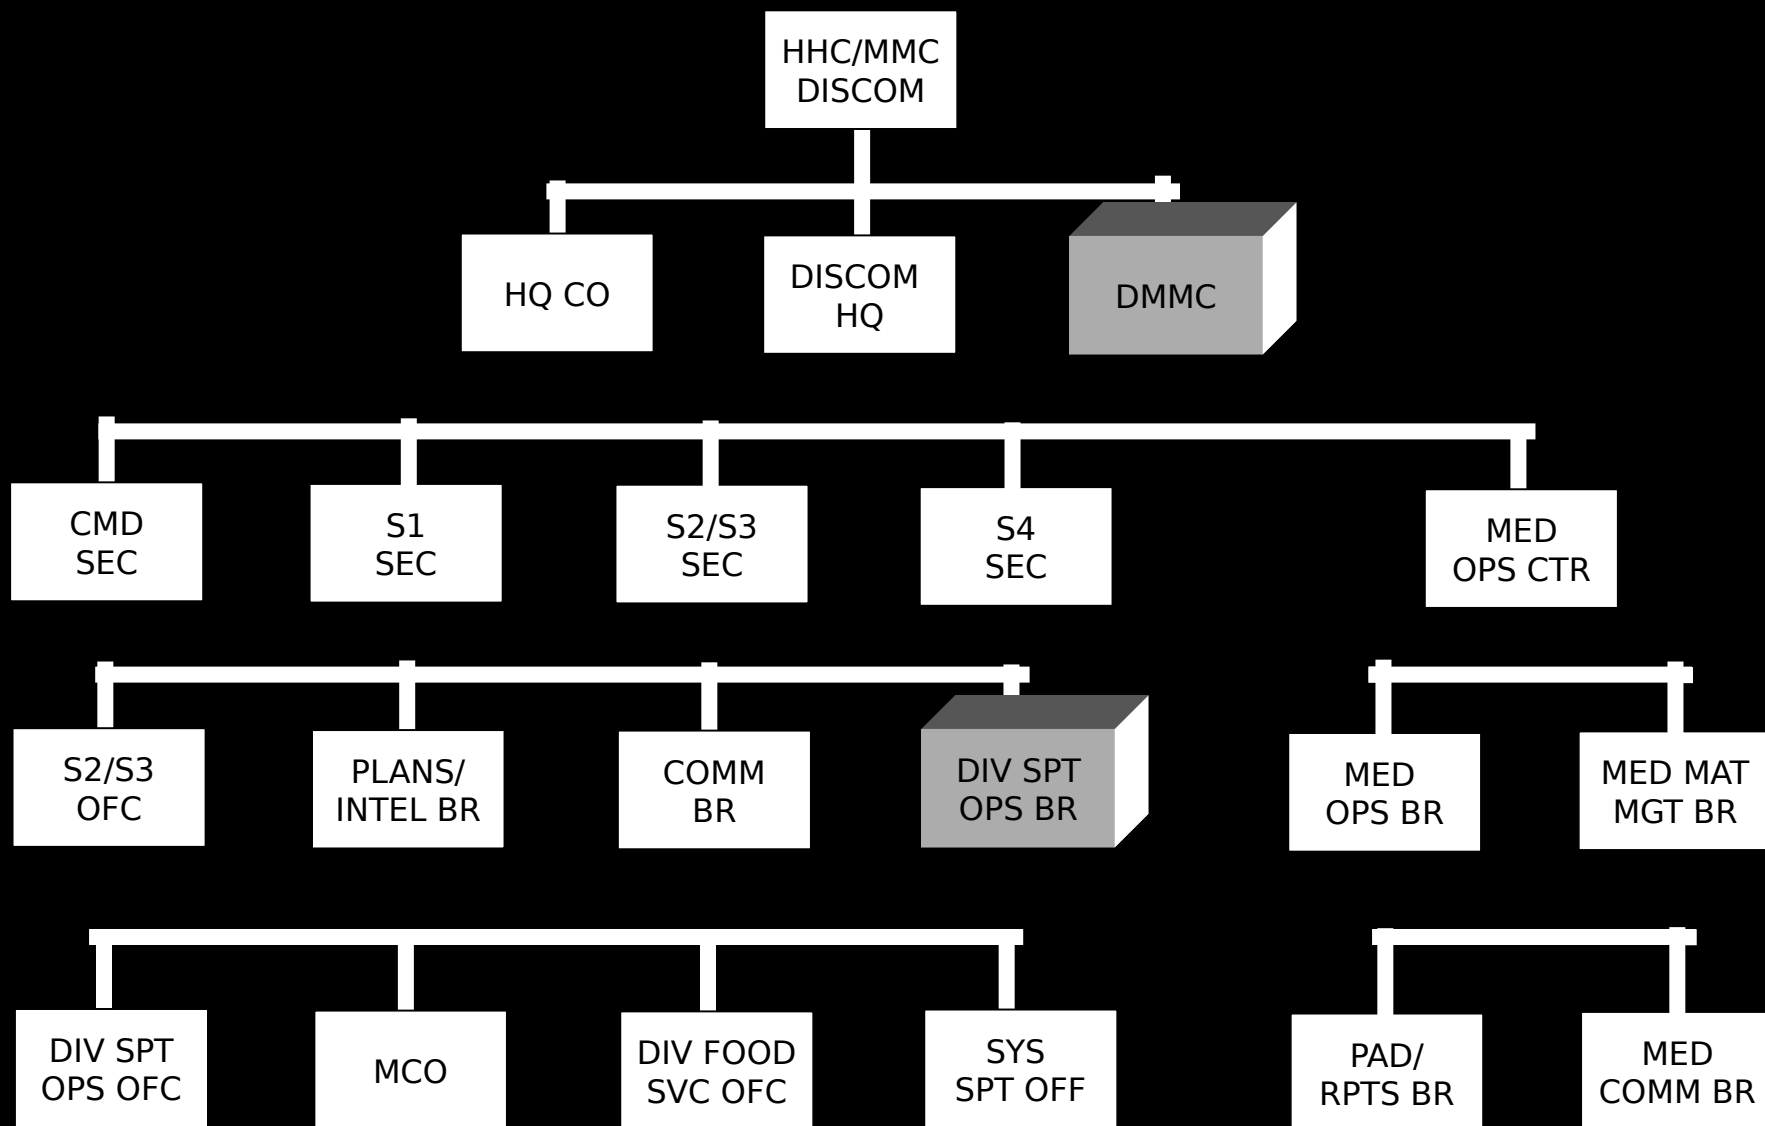 HHC/MMC
DISCOM
HQ CO
DISCOM
HQ
DMMC
CMD
SEC
S1
SEC
S2/S3
SEC
S4
SEC
MED
OPS CTR
S2/S3
OFC
PLANS/
INTEL BR
COMM
BR
DIV SPT
OPS BR
MED
OPS BR
MED MAT
MGT BR
DIV SPT
OPS OFC
MCO
DIV FOOD
SVC OFC
SYS
SPT OFF
PAD/
RPTS BR
MED
COMM BR